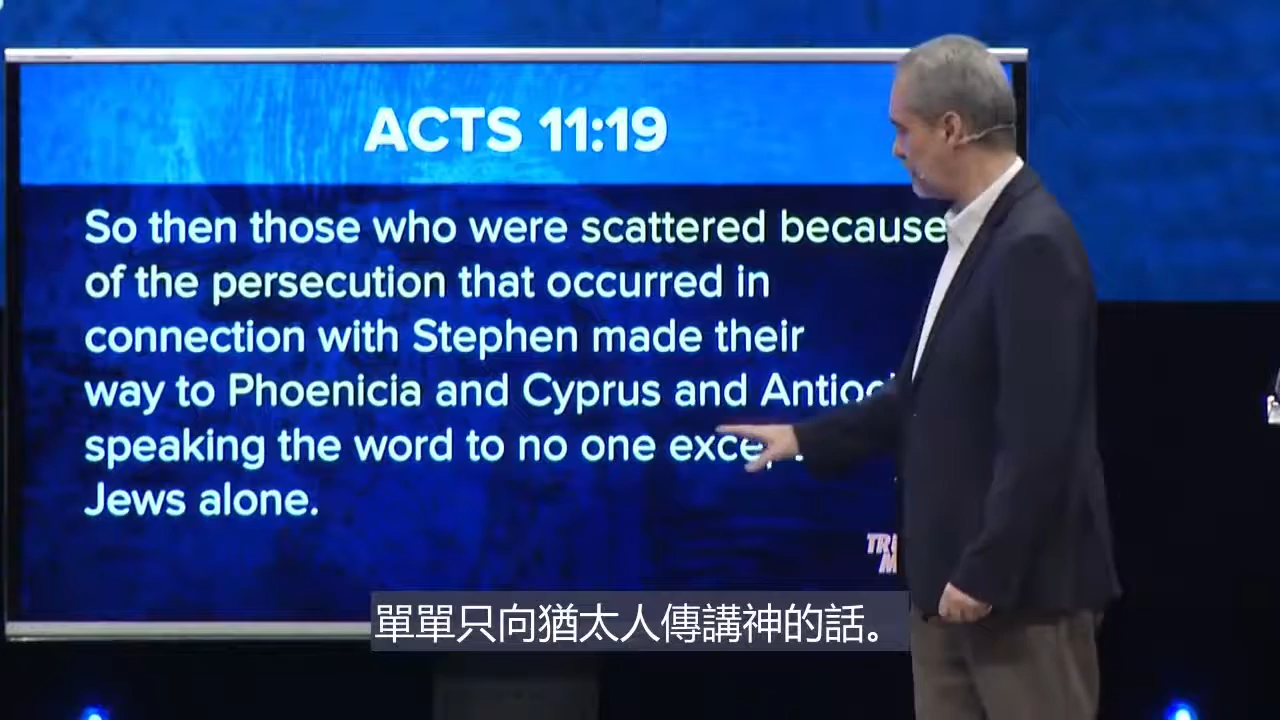 ACTS 11:19
So then those who were scattered because
of the persecution that occurred in
connection with Stephen made their
way to Phoenicia and Cyprus and
speaking the word to no one
Jews alone.
單單只向猶太人傳講神的話。